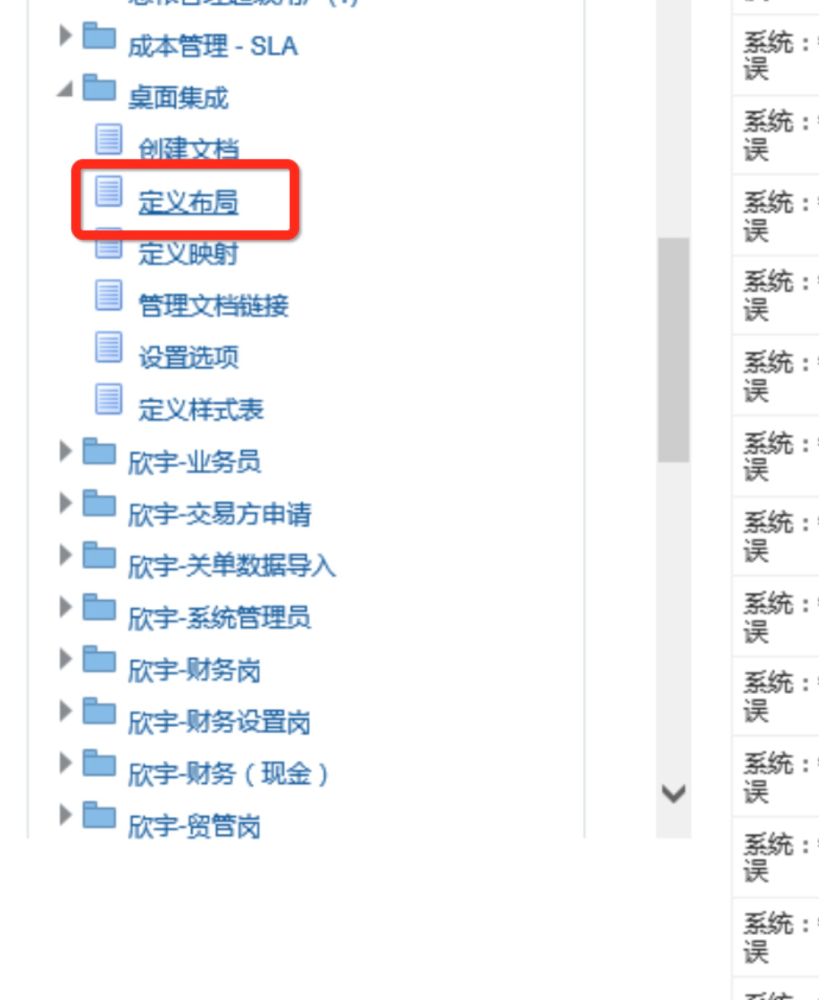 成本管理 - SLA
桌面集成
创建文档
定义布局
定义映射
管理文档链接
设置选项
定义样式表
欣宇-业务员
欣宇-交易方申请
欣宇-关单数据导入
欣宇-系统管理员
欣宇-财务岗
欣宇-财务设置岗
欣宇-财务（现金）
欣宇-贸管岗
系统：
误
系统：
误
系统：
误
系统：
误
系统：
误
系统：
误
系统：
误
系统：
误
系统：
误
系统：
误
系统：
误
系统：
误